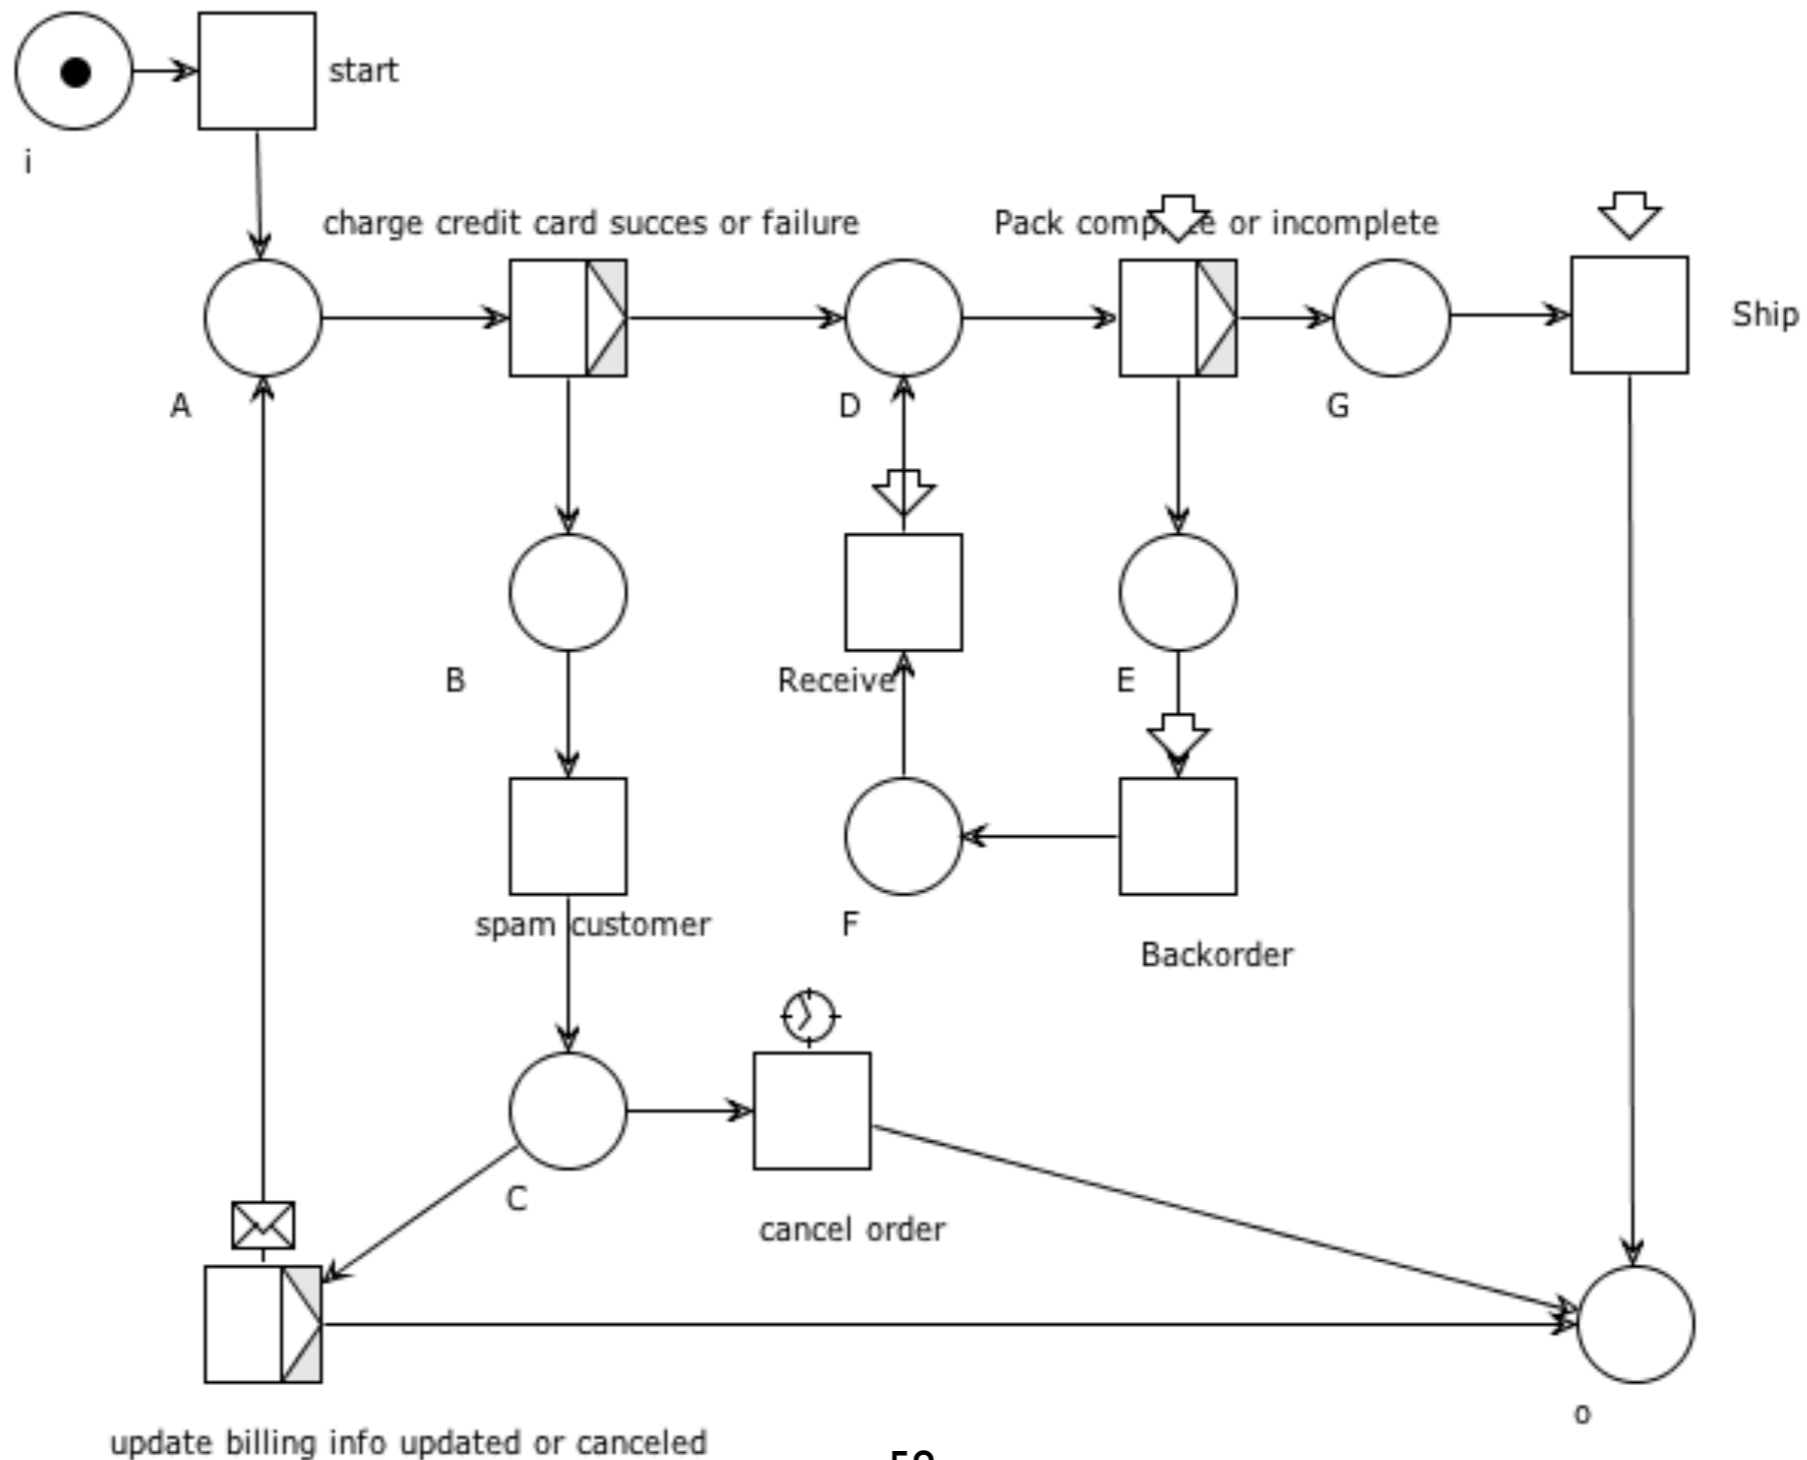 start
i
charge credit card succes or failure
Pack complete or incomplete
Ship
A
D
G
B
Receive
E
spam customer
F
Backorder
C
cancel order
o
update billing info updated or canceled